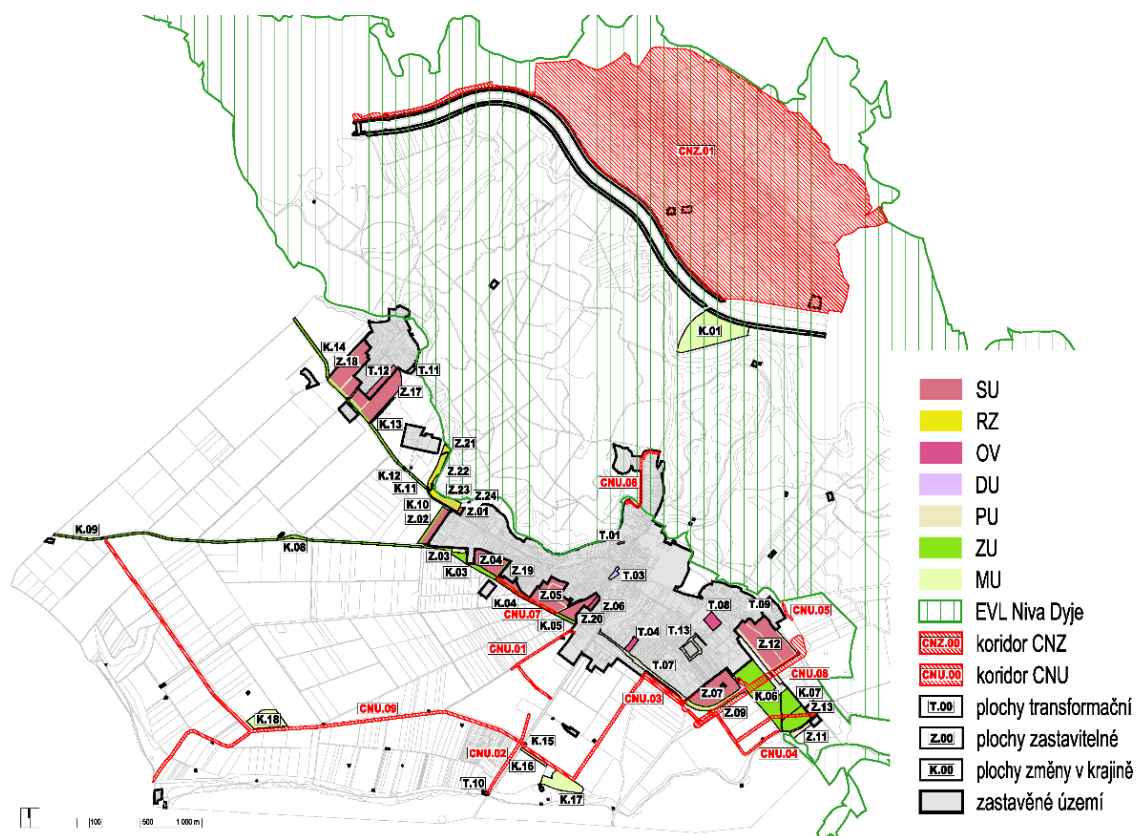 CNZ.01
K.01
K.14
Z.18
T.12
T.11
Z.17
K.13
Z.21
K.12
Z.22
K.11
Z.23
K.10
Z.24
Z.02
Z.01
CNU.06
K.09
K.08
T.01
Z.03
Z.04
K.03
Z.19
T.03
Z.05
K.04
CNU.07
Z.06
T.08
T.09
CNU.05
K.05
Z.20
T.04
T.13
Z.12
CNU.01
T.07
CNU.08
CNU.03
Z.07
K.06
K.07
Z.09
Z.13
CNU.09
K.18
Z.11
CNU.04
CNU.02
K.15
K.16
T.10
K.17
100 500 1 000 m
SU
RZ
OV
DU
PU
ZU
MU
EVL Niva Dyje
CNZ.00 koridor CNZ
CNU.00 koridor CNU
T.00 plochy transformační
Z.00 plochy zastavitelné
K.00 plochy změny v krajině
zastavěné území